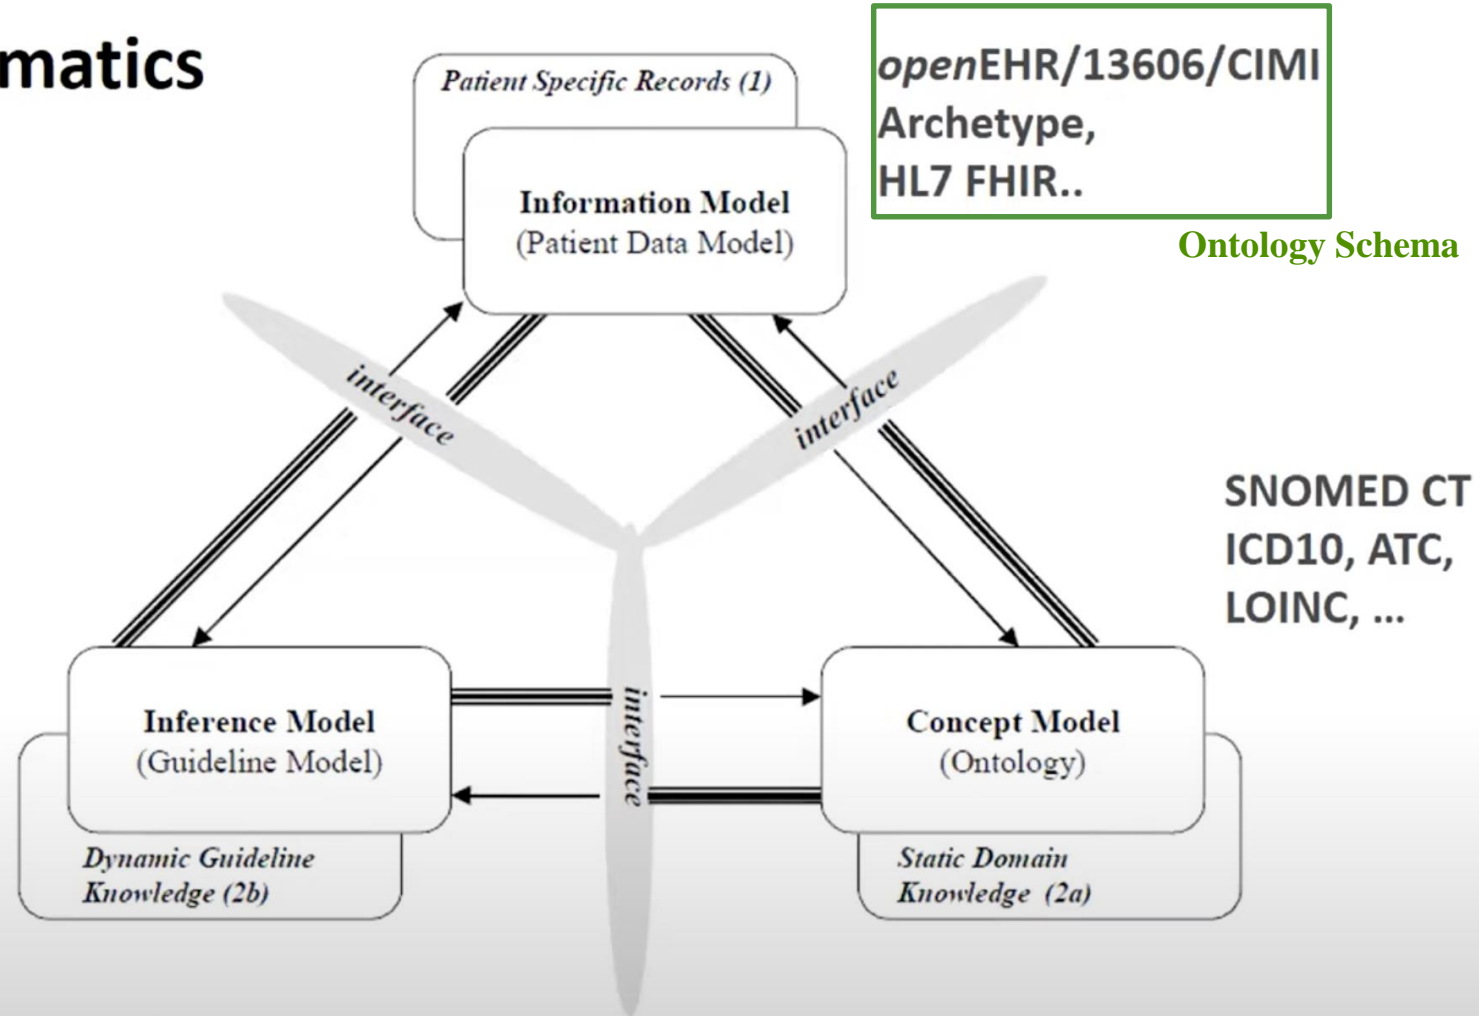 matics
Patient Specific Records (1)
Information Model
(Patient Data Model)
openEHR/13606/CIMI
Archetype,
HL7 FHIR..
Ontology Schema
interface
interface
SNOMED CT
ICD10, ATC,
LOINC, ...
Inference Model
(Guideline Model)
Dynamic Guideline
Knowledge (2b)
interface
Concept Model
(Ontology)
Static Domain
Knowledge (2a)